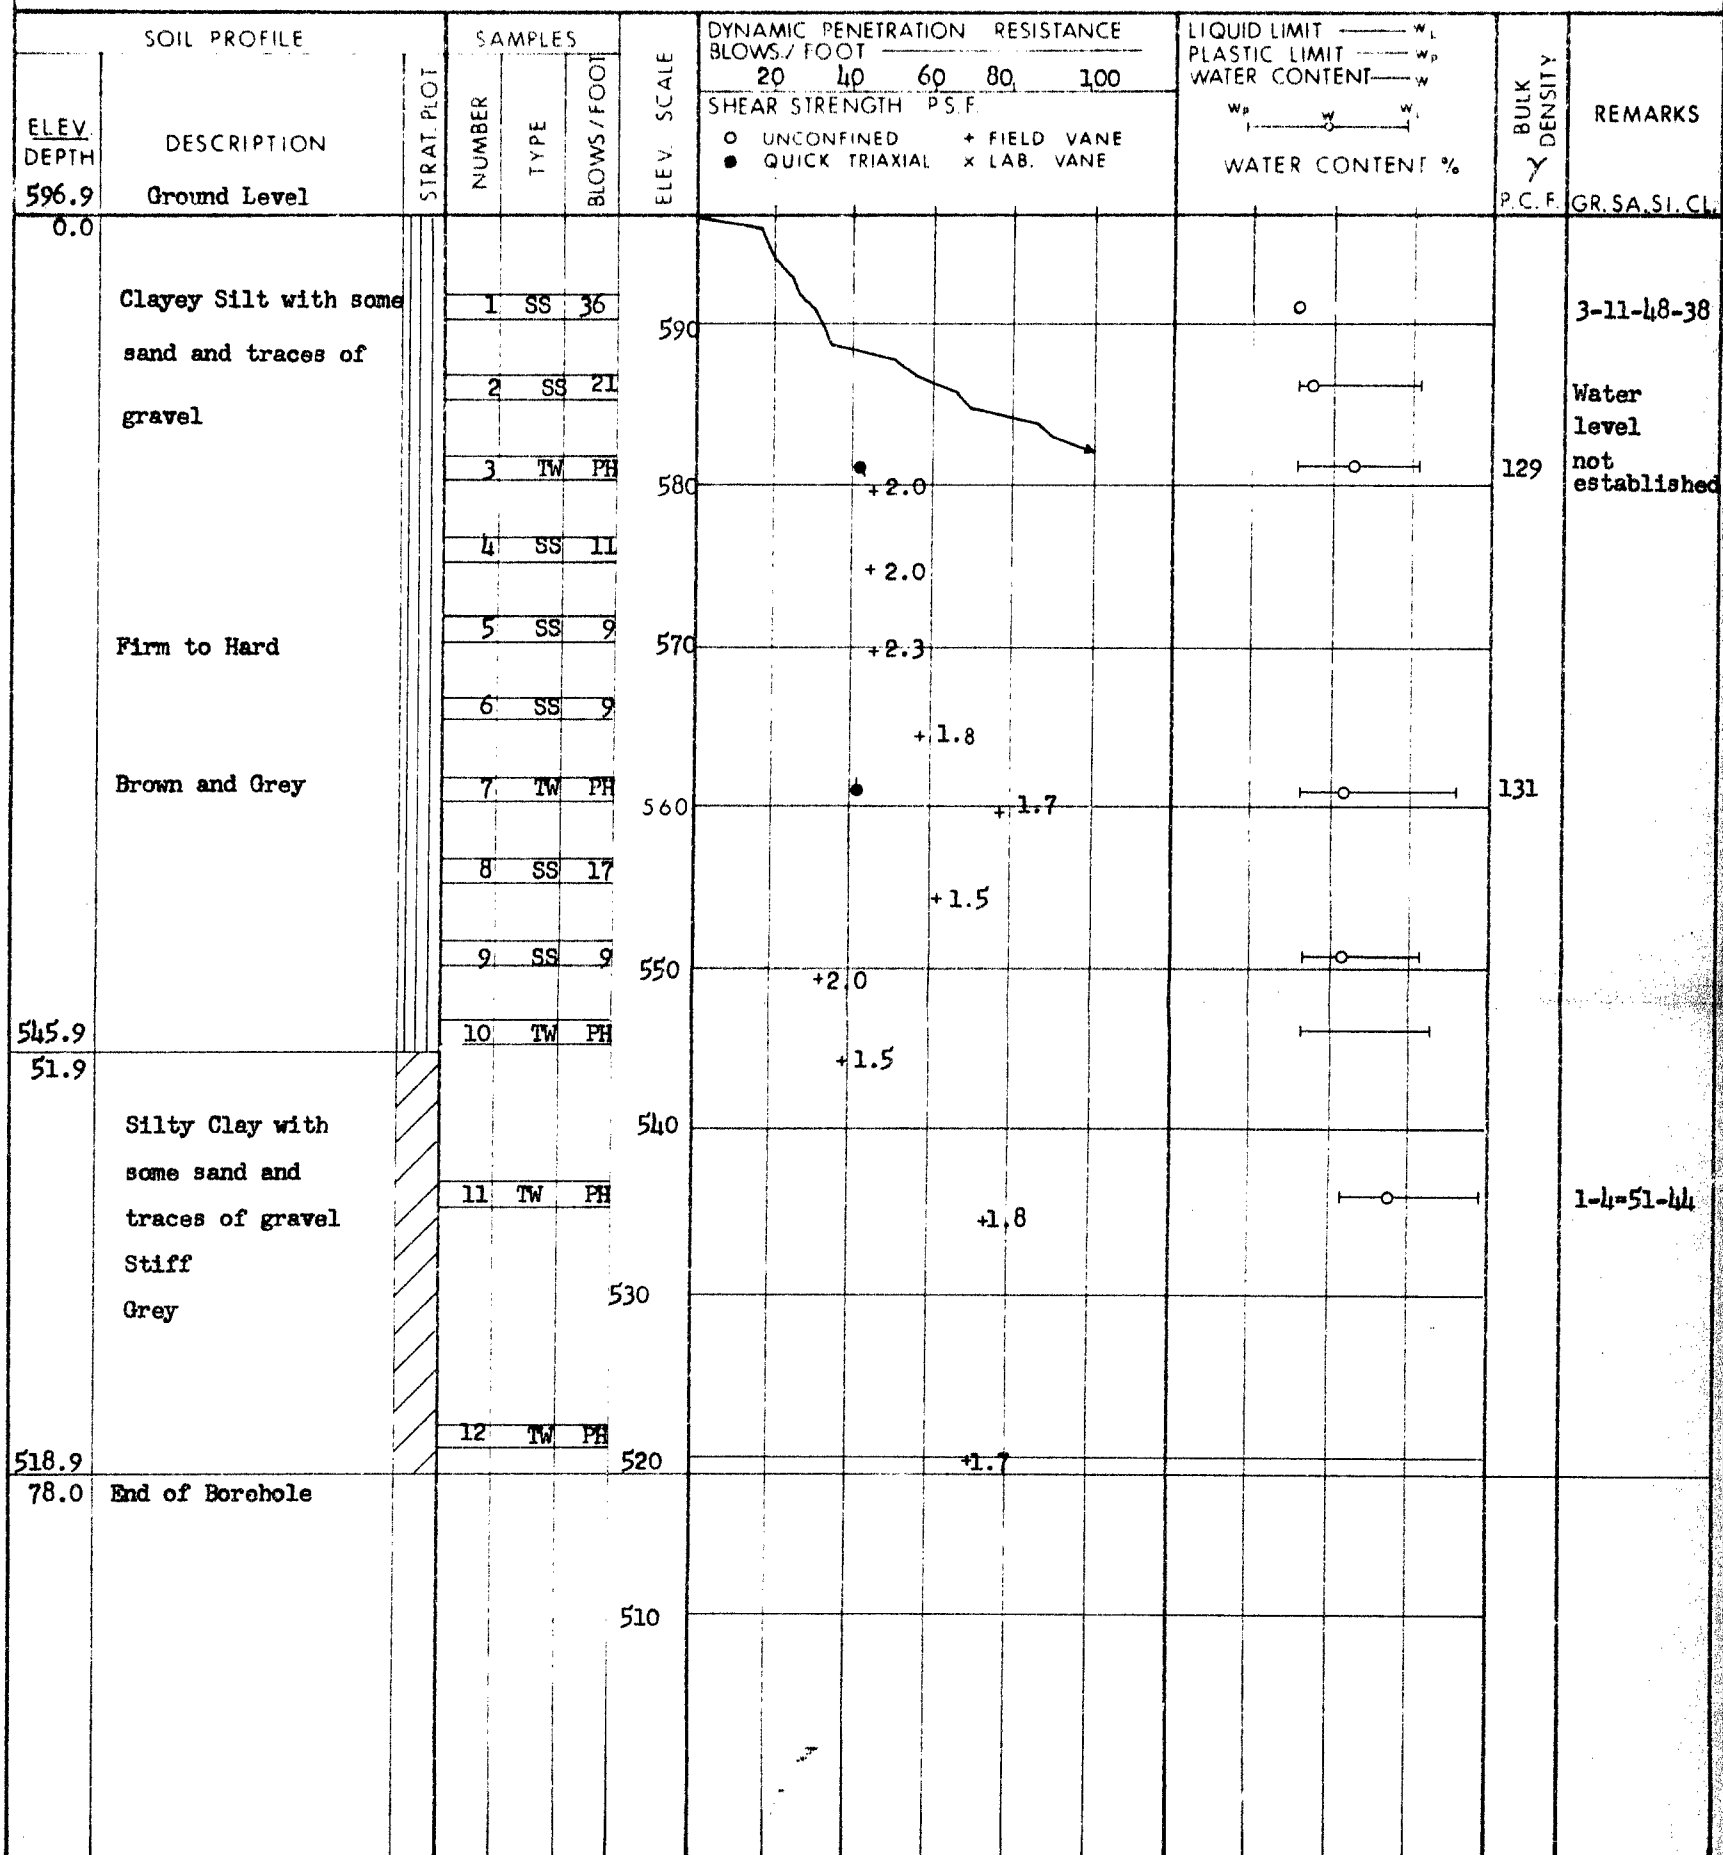 SOIL PROFILE
SAMPLES
ELEV. SCALE
DYNAMIC PENETRATION RESISTANCE
BLOWS / FOOT
20 40 60 80 100
SHEAR STRENGTH P.S.F.
O UNCONFINED + FIELD VANE
● QUICK TRIAXIAL × LAB. VANE
LIQUID LIMIT wL
PLASTIC LIMIT wp
WATER CONTENT w
wp w wL
WATER CONTENT %
BULK DENSITY
γ
P.C.F.
REMARKS
GR. SA. SI. CL.
ELEV.
DEPTH
DESCRIPTION
STRAT. PLOT
NUMBER
TYPE
BLOWS / FOOT
596.9 Ground Level
0.0
Clayey Silt with some
sand and traces of
gravel
1 SS 36
590
3-11-48-38
2 SS 21
Water
level
not
established
3 TW PH
580
+2.0
129
4 SS 11
+ 2.0
5 SS 9
Firm to Hard
570
+2.3
6 SS 9
+ 1.8
Brown and Grey
7 TW PH
560
+ 1.7
131
8 SS 17
+ 1.5
9 SS 9
550
+2.0
545.9
51.9
10 TW PH
+1.5
Silty Clay with
some sand and
traces of gravel
Stiff
Grey
540
11 TW PH
+1.8
1-4-51-44
530
12 TW PH
520
+1.7
518.9
78.0 End of Borehole
510